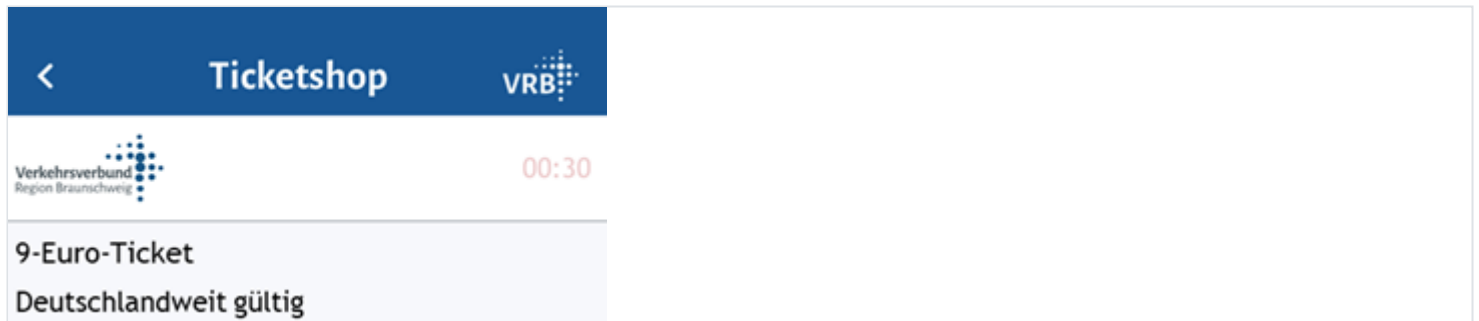 < Ticketshop VRB
Verkehrsverbund
Region Braunschweig
00:30
9-Euro-Ticket
Deutschlandweit gültig